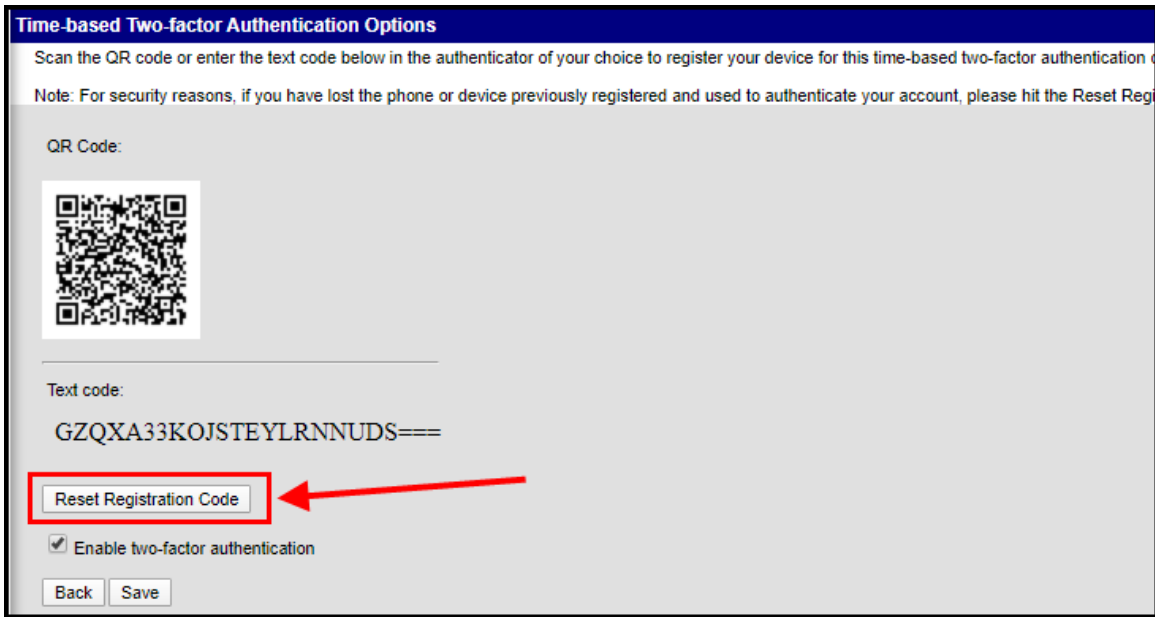 Time-based Two-factor Authentication Options
Scan the QR code or enter the text code below in the authenticator of your choice to register your device for this time-based two-factor authentication
Note: For security reasons, if you have lost the phone or device previously registered and used to authenticate your account, please hit the Reset Regi
QR Code:
Text code:
GZQXA33KOJSTEYLRNNUDS===
Reset Registration Code
Enable two-factor authentication
Back Save